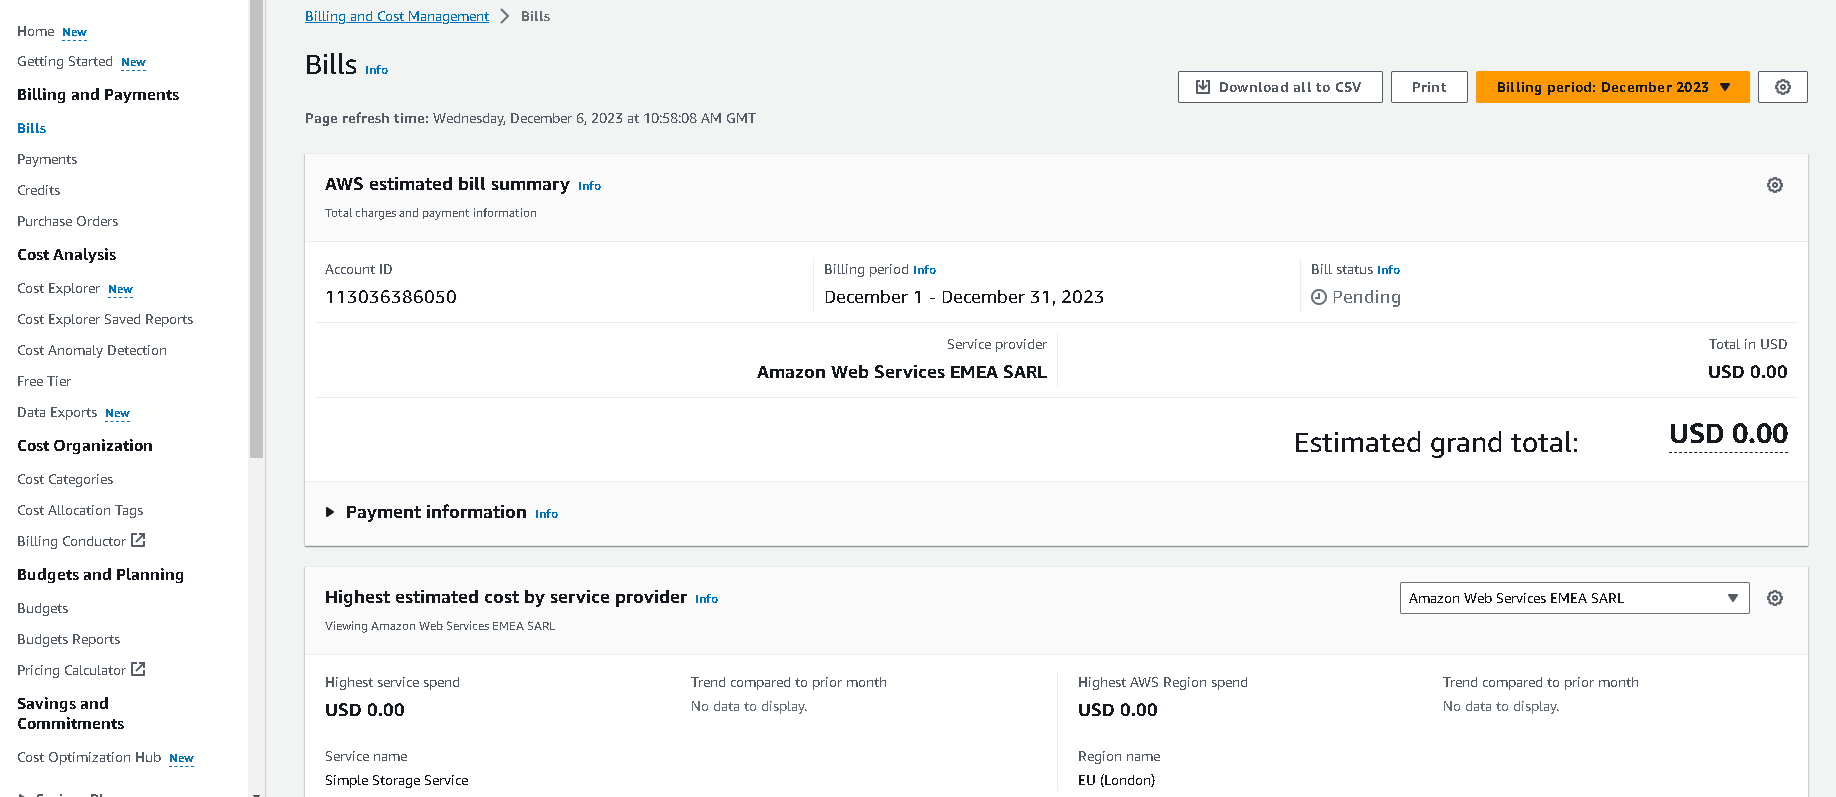 Home New
Getting Started New
Billing and Payments
Bills
Payments
Credits
Purchase Orders
Cost Analysis
Cost Explorer New
Cost Explorer Saved Reports
Cost Anomaly Detection
Free Tier
Data Exports New
Cost Organization
Cost Categories
Cost Allocation Tags
Billing Conductor
Budgets and Planning
Budgets
Budgets Reports
Pricing Calculator
Savings and
Commitments
Cost Optimization Hub New
Billing and Cost Management > Bills
Bills Info
Download all to CSV
Print
Billing period: December 2023
Page refresh time: Wednesday, December 6, 2023 at 10:58:08 AM GMT
AWS estimated bill summary Info
Total charges and payment information
Account ID
113036386050
Billing period Info
December 1 - December 31, 2023
Bill status Info
Pending
Service provider
Amazon Web Services EMEA SARL
Total in USD
USD 0.00
Estimated grand total: USD 0.00
Payment information Info
Highest estimated cost by service provider Info
Viewing Amazon Web Services EMEA SARL
Amazon Web Services EMEA SARL
Highest service spend
USD 0.00
Trend compared to prior month
No data to display.
Service name
Simple Storage Service
Highest AWS Region spend
USD 0.00
Trend compared to prior month
No data to display.
Region name
EU (London)